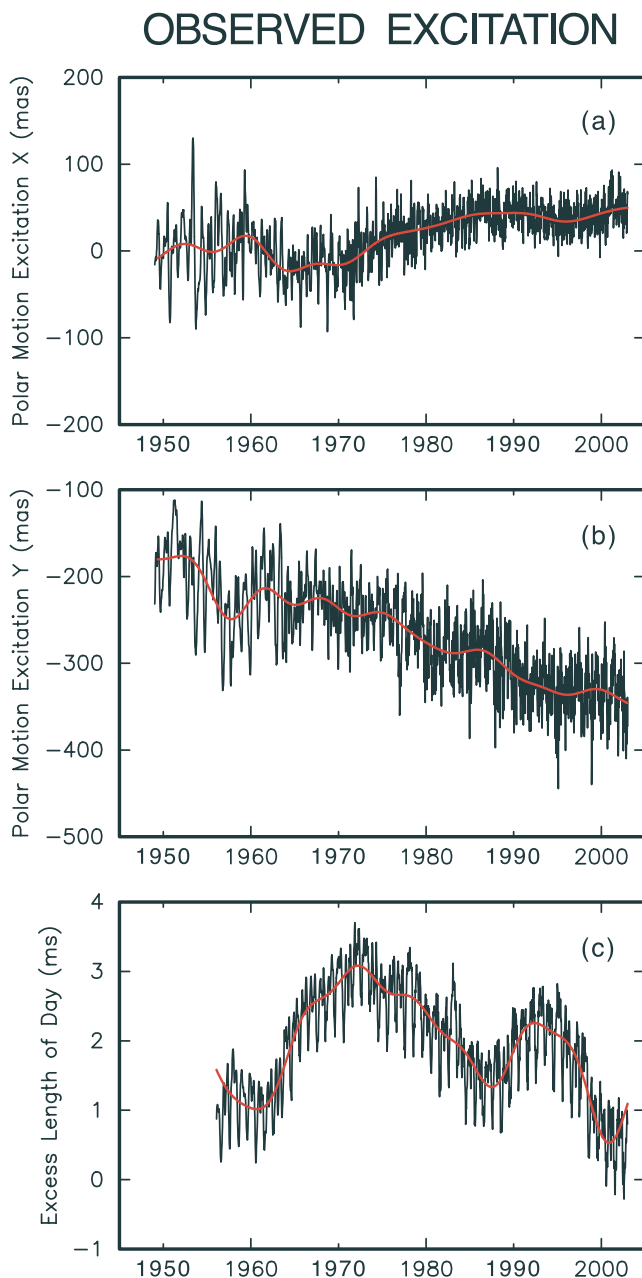 OBSERVED EXCITATION
Polar Motion Excitation X (mas)
(a)
200
100
0
−100
−200
1950 1960 1970 1980 1990 2000
Polar Motion Excitation Y (mas)
(b)
−100
−200
−300
−400
−500
1950 1960 1970 1980 1990 2000
Excess Length of Day (ms)
(c)
4
3
2
1
0
−1
1950 1960 1970 1980 1990 2000